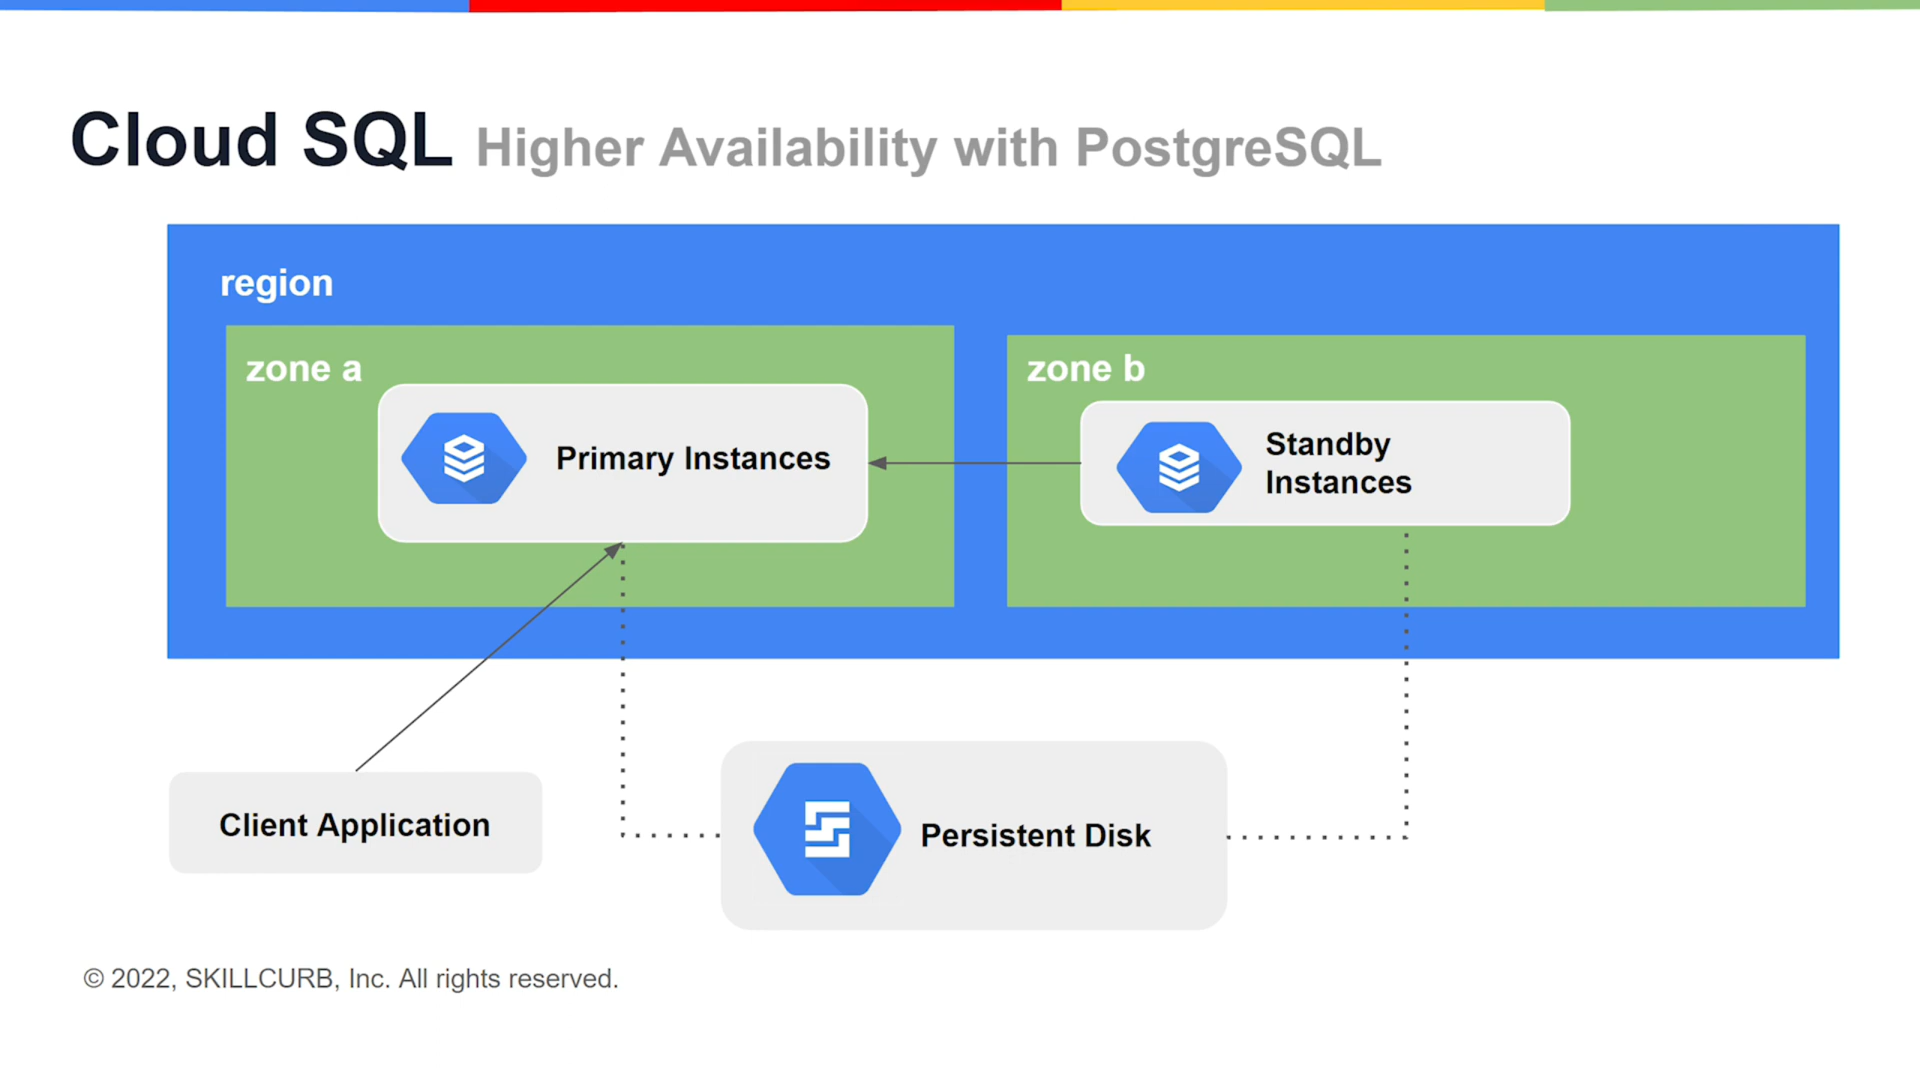 Cloud SQL Higher Availability with PostgreSQL
region
zone a
Primary Instances
zone b
Standby
Instances
Client Application
Persistent Disk
© 2022, SKILLCURB, Inc. All rights reserved.